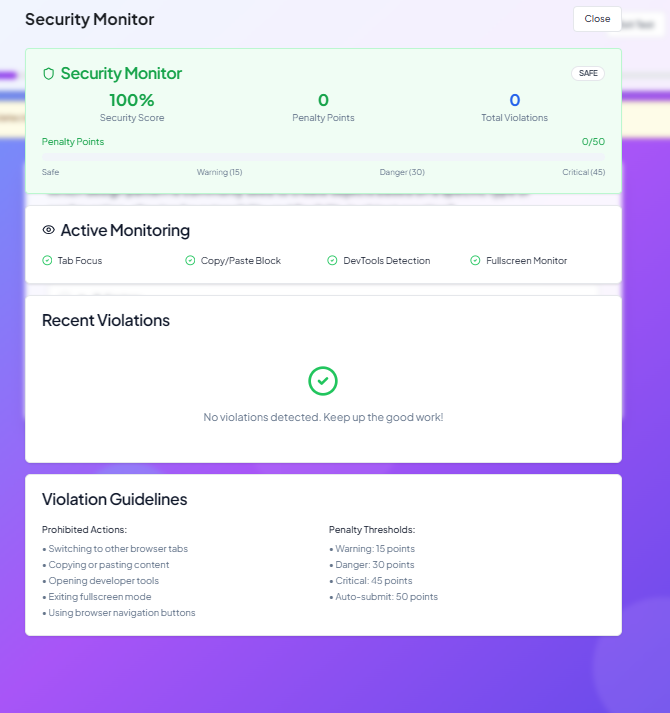 Security Monitor
Close
Security Monitor
SAFE
100%
0
0
Security Score
Penalty Points
Total Violations
Penalty Points
0/50
Safe
Warning (15)
Danger (30)
Critical (45)
Active Monitoring
Tab Focus
Copy/Paste Block
DevTools Detection
Fullscreen Monitor
Recent Violations
No violations detected. Keep up the good work!
Violation Guidelines
Prohibited Actions:
• Switching to other browser tabs
• Copying or pasting content
• Opening developer tools
• Exiting fullscreen mode
• Using browser navigation buttons
Penalty Thresholds:
• Warning: 15 points
• Danger: 30 points
• Critical: 45 points
• Auto-submit: 50 points